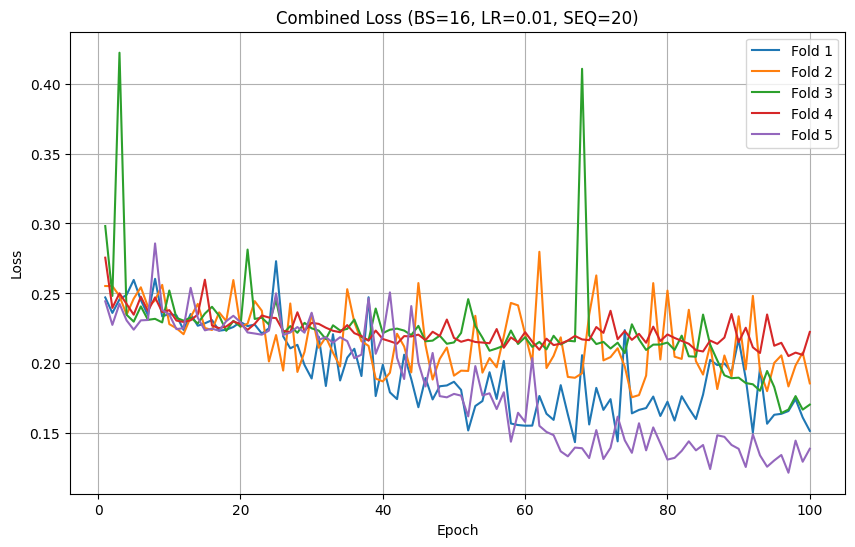 Combined Loss (BS=16, LR=0.01, SEQ=20)
Loss
0.40
0.35
0.30
0.25
0.20
0.15
Fold 1
Fold 2
Fold 3
Fold 4
Fold 5
0
20
40
60
80
100
Epoch